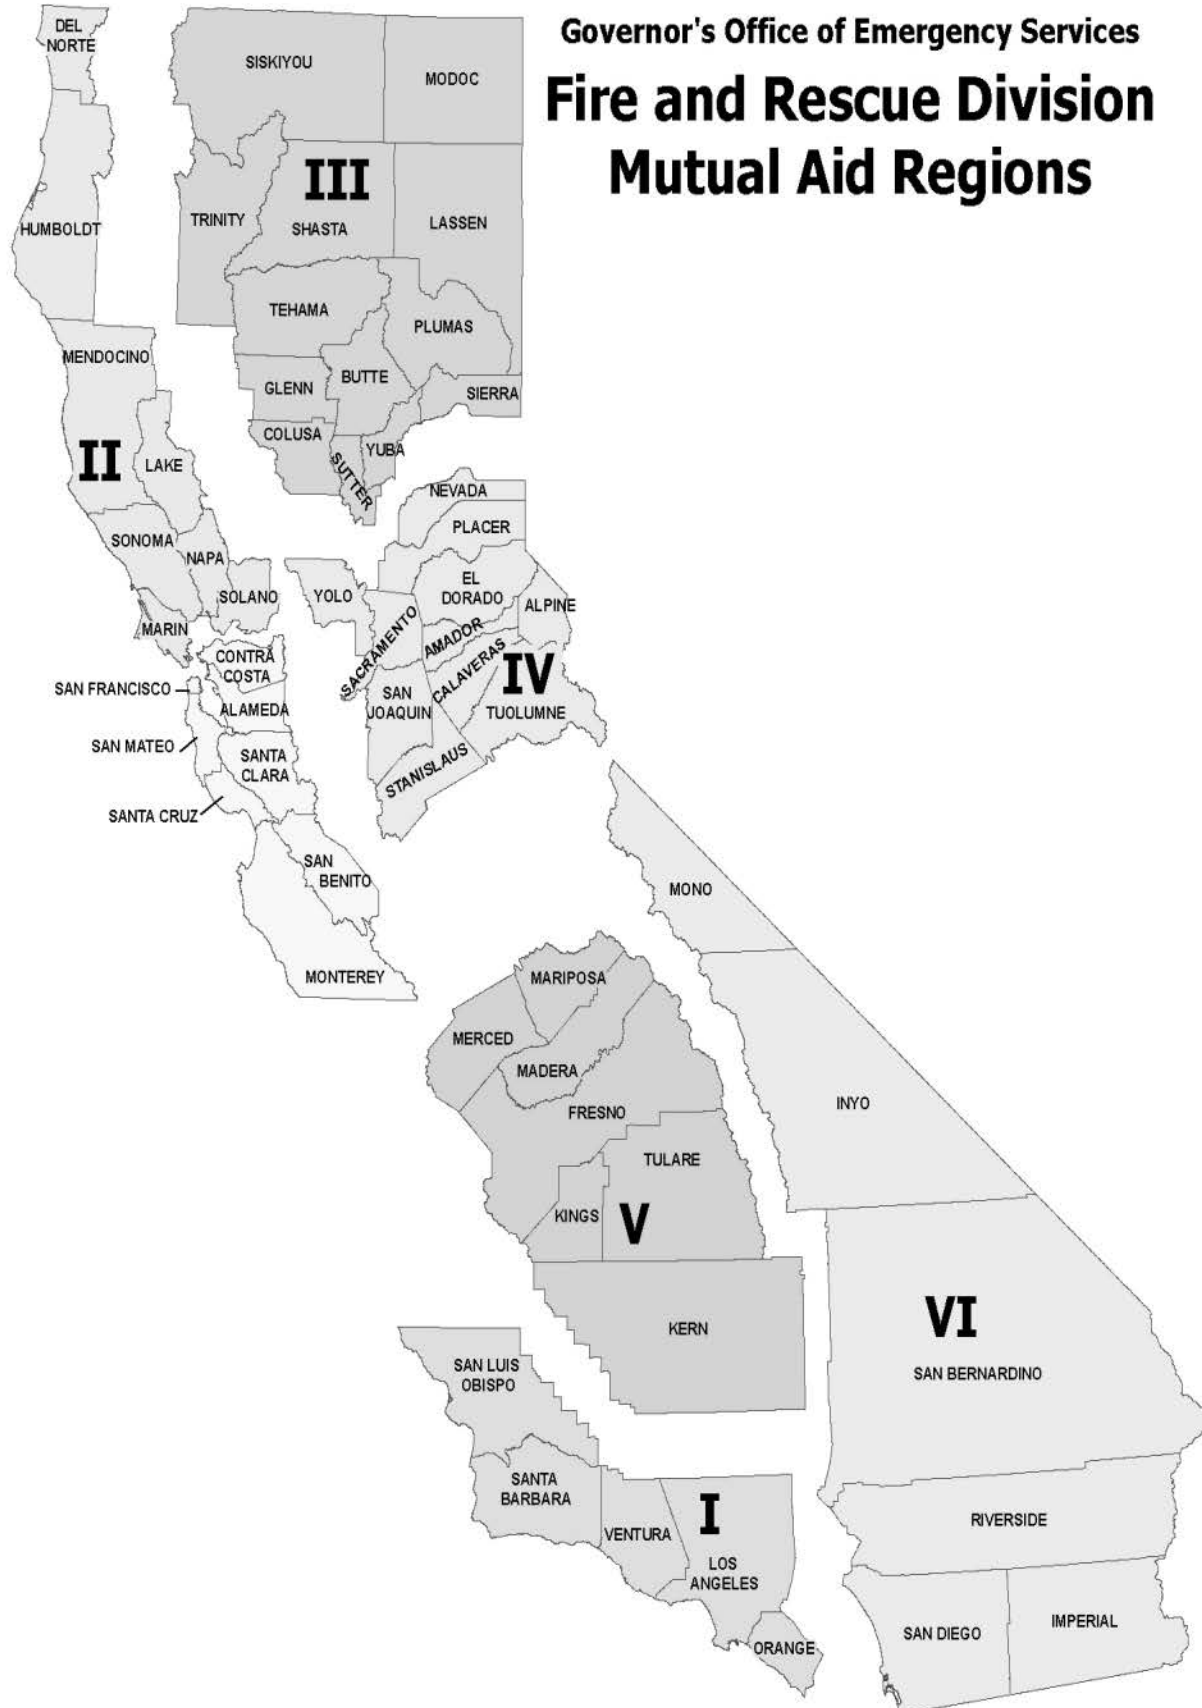 Governor's Office of Emergency Services
Fire and Rescue Division
Mutual Aid Regions
DEL
NORTE
SISKIYOU
MODOC
HUMBOLDT
TRINITY
III
SHASTA
LASSEN
TEHAMA
PLUMAS
MENDOCINO
GLENN
BUTTE
SIERRA
COLUSA
YUBA
SUTTER
II
LAKE
NEVADA
PLACER
SONOMA
NAPA
SOLANO
MARIN
YOLO
EL
DORADO
ALPINE
SACRAMENTO
AMADOR
CALAVERAS
IV
TUOLUMNE
SAN
JOAQUIN
STANISLAUS
CONTRA
COSTA
SAN FRANCISCO
ALAMEDA
SAN MATEO
SANTA
CLARA
SANTA CRUZ
SAN
BENITO
MONTEREY
MONO
MARIPOSA
MERCED
MADERA
FRESNO
INYO
TULARE
KINGS
V
KERN
VI
SAN BERNARDINO
SAN LUIS
OBISPO
SANTA
BARBARA
VENTURA
I
LOS
ANGELES
ORANGE
RIVERSIDE
SAN DIEGO
IMPERIAL